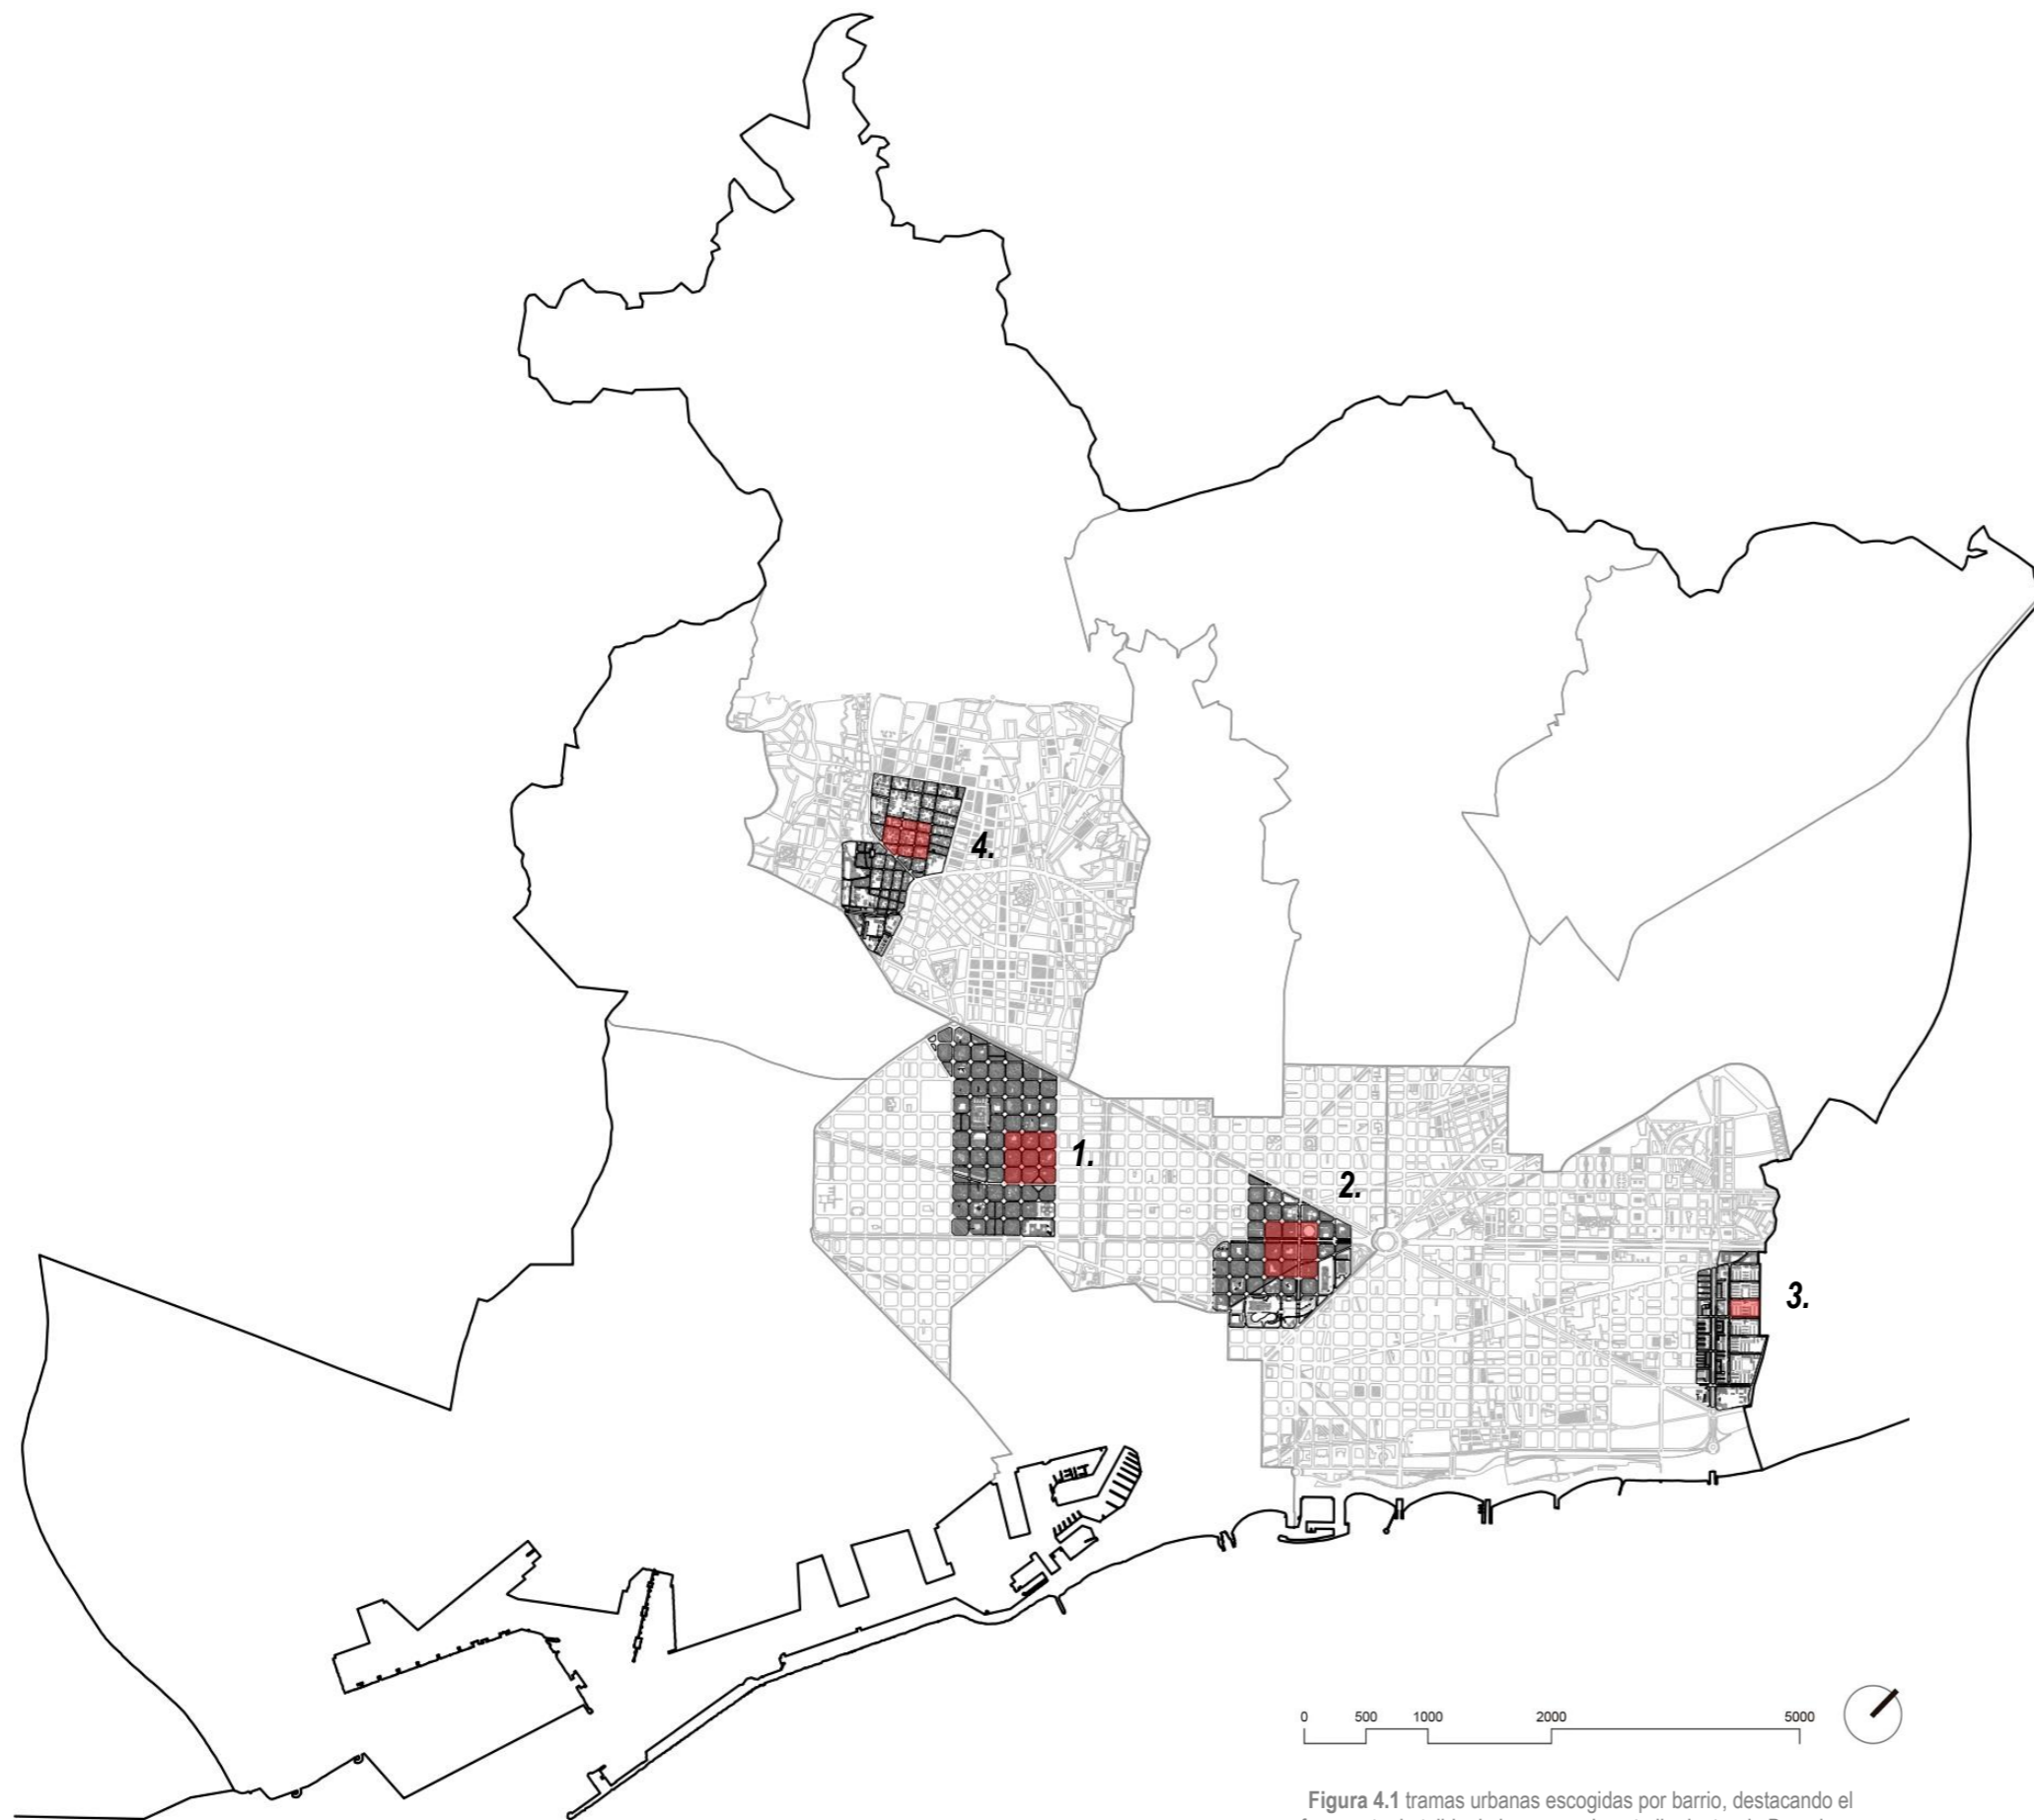 4.
1.
2.
3.
0 500 1000 2000 5000
Figura 4.1 tramas urbanas escogidas por barrio, destacando el